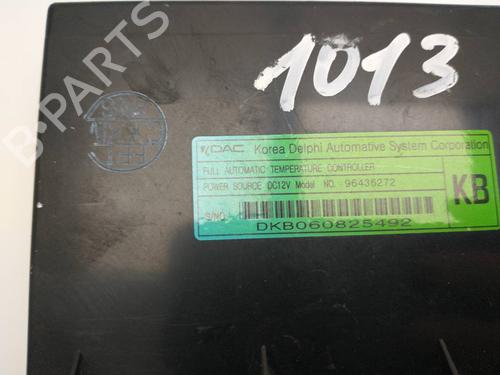 1013
KDAC Korea Delphi Automative System Corporation
FULL AUTOMATIC TEMPERATURE CONTROLLER
POWER SOURCE DC12V Model NO. 96436272
KB
S/NO.
DKB060825492
B-PARTS